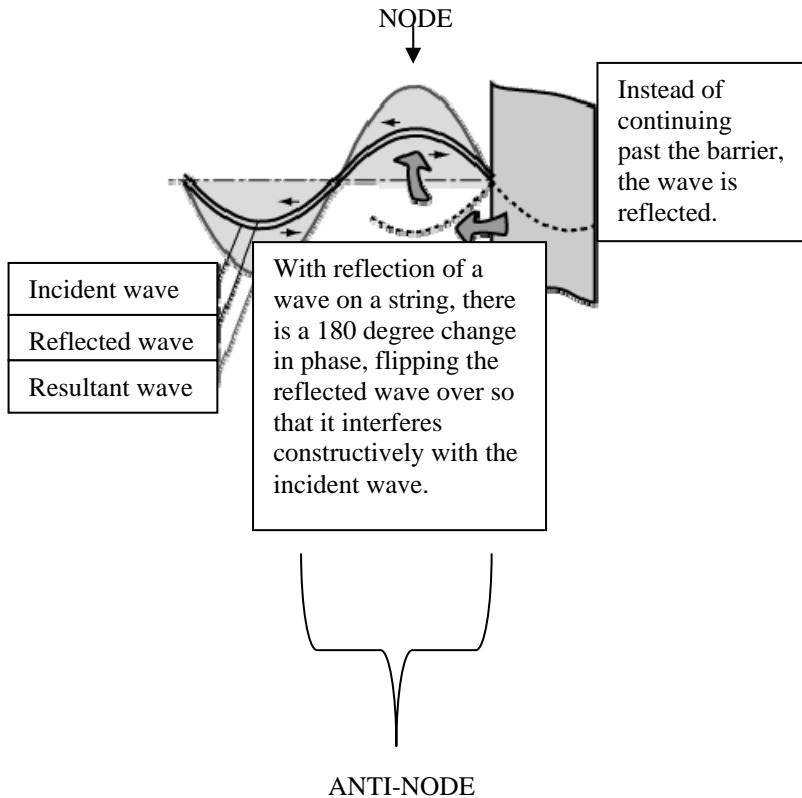 NODE
Instead of
continuing
past the barrier,
the wave is
reflected.
Incident wave
Reflected wave
Resultant wave
With reflection of a
wave on a string, there
is a 180 degree change
in phase, flipping the
reflected wave over so
that it interferes
constructively with the
incident wave.
ANTI-NODE